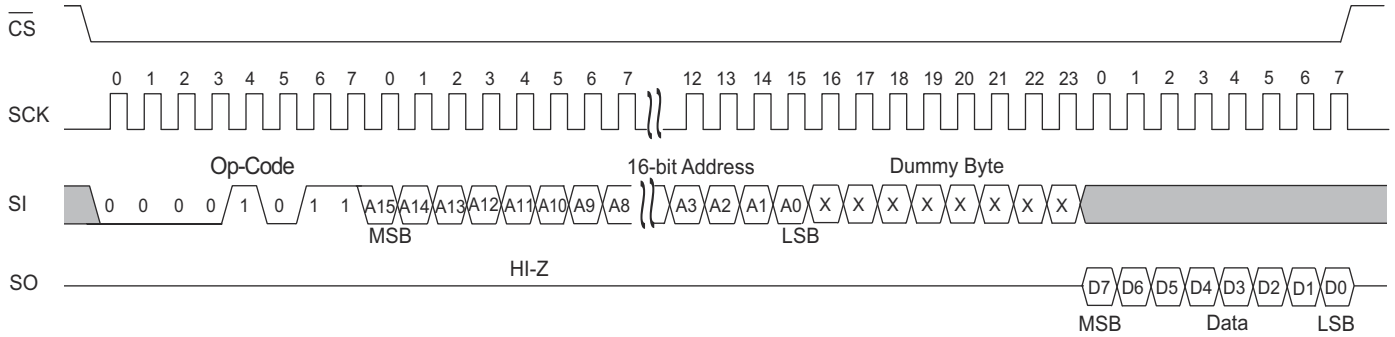 CS
0 1 2 3 4 5 6 7 0 1 2 3 4 5 6 7 12 13 14 15 16 17 18 19 20 21 22 23 0 1 2 3 4 5 6 7
SCK
Op-Code 16-bit Address Dummy Byte
SI 0 0 0 0 1 0 1 1 A15 A14 A13 A12 A11 A10 A9 A8 A3 A2 A1 A0 X X X X X X X X
MSB LSB
HI-Z
SO D7 D6 D5 D4 D3 D2 D1 D0
MSB Data LSB